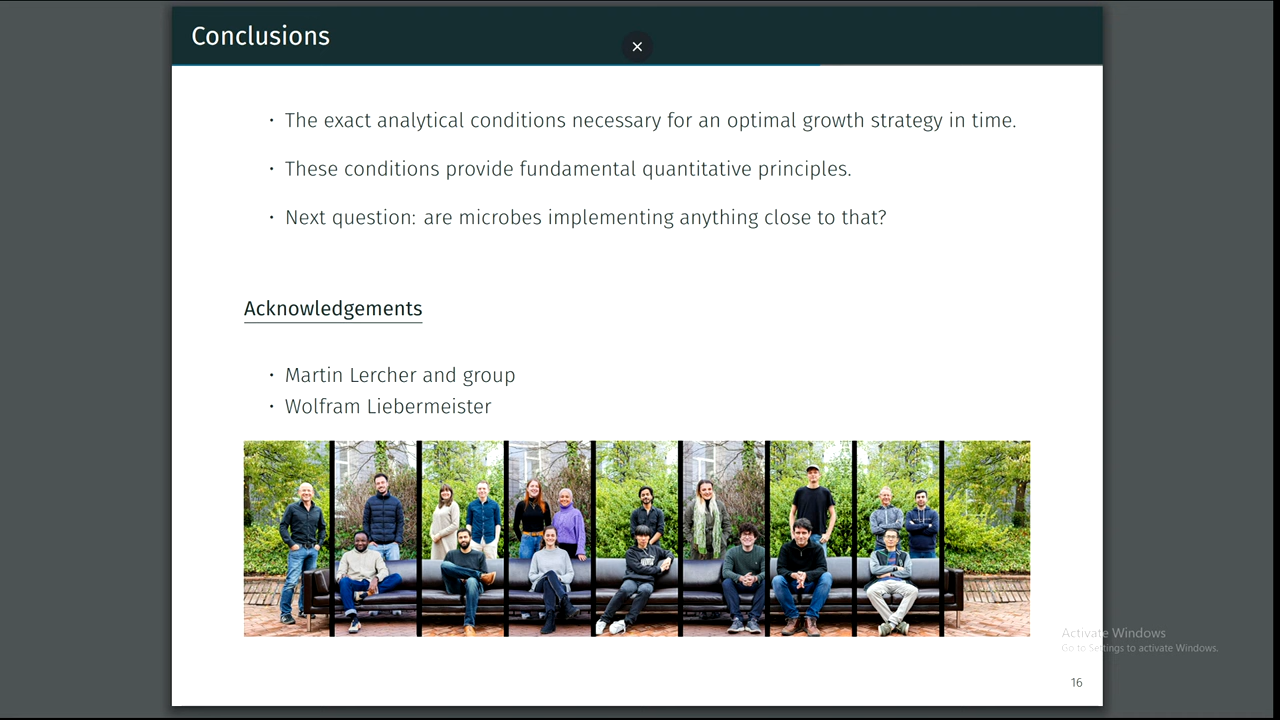 Conclusions
• The exact analytical conditions necessary for an optimal growth strategy in time.
• These conditions provide fundamental quantitative principles.
• Next question: are microbes implementing anything close to that?
Acknowledgements
• Martin Lercher and group
• Wolfram Liebermeister
Activate Windows
Go to Settings to activate Windows.
16